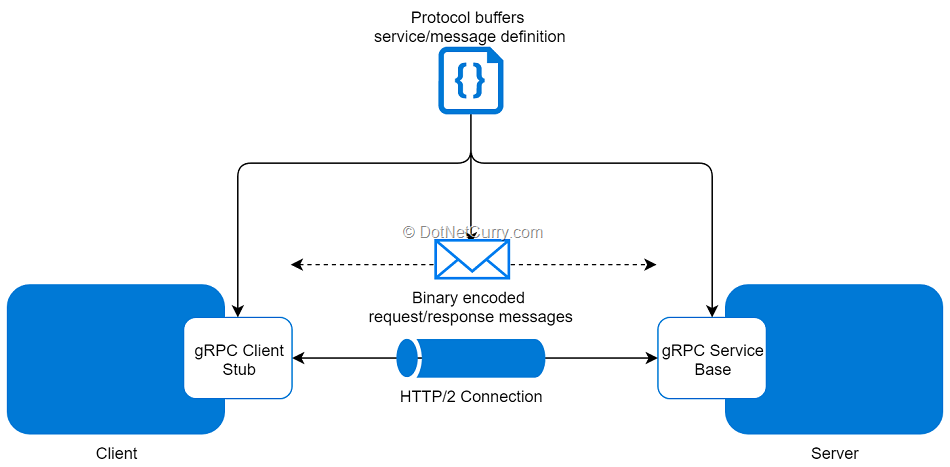 Protocol buffers
service/message definition
{}
© DotNetCurry.com
Binary encoded
request/response messages
gRPC Client
Stub
gRPC Service
Base
HTTP/2 Connection
Client
Server